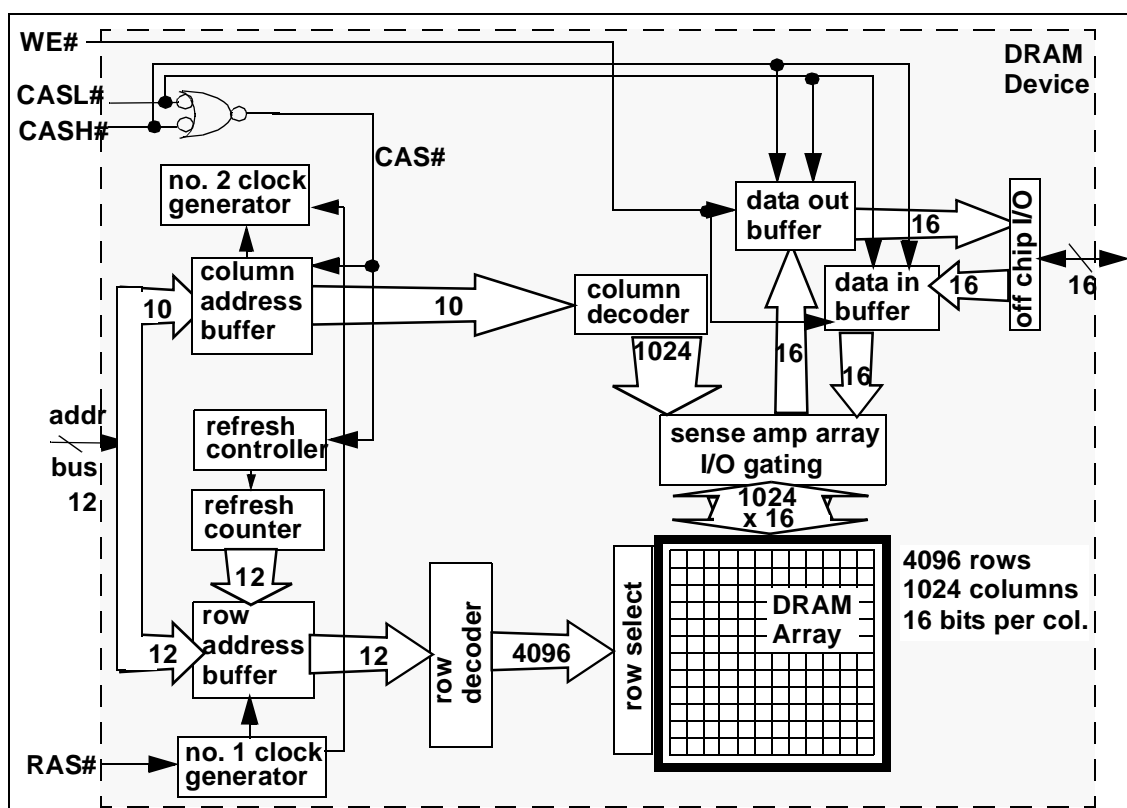 WE#
DRAM
Device
CASL#
CASH#
CAS#
no. 2 clock
generator
data out
buffer
16
off chip I/O
16
column
address
buffer
10
10
column
decoder
data in
buffer
16
1024
16
16
addr
bus
12
refresh
controller
sense amp array
I/O gating
refresh
counter
1024
x 16
12
row
address
buffer
12
12
row
decoder
4096
row select
DRAM
Array
4096 rows
1024 columns
16 bits per col.
RAS#
no. 1 clock
generator